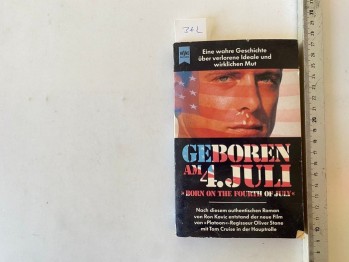 34L
HEYNE
Eine wahre Geschichte
über verlorene Ideale und
wirklichen Mut
GEBOREN
AM
4. JULI
BORN ON THE FOURTH OF JULY
Nach diesem authentischen Roman
von Ron Kovic entstand der neue Film
von »Platoon«-Regisseur Oliver Stone
mit Tom Cruise in der Hauptrolle